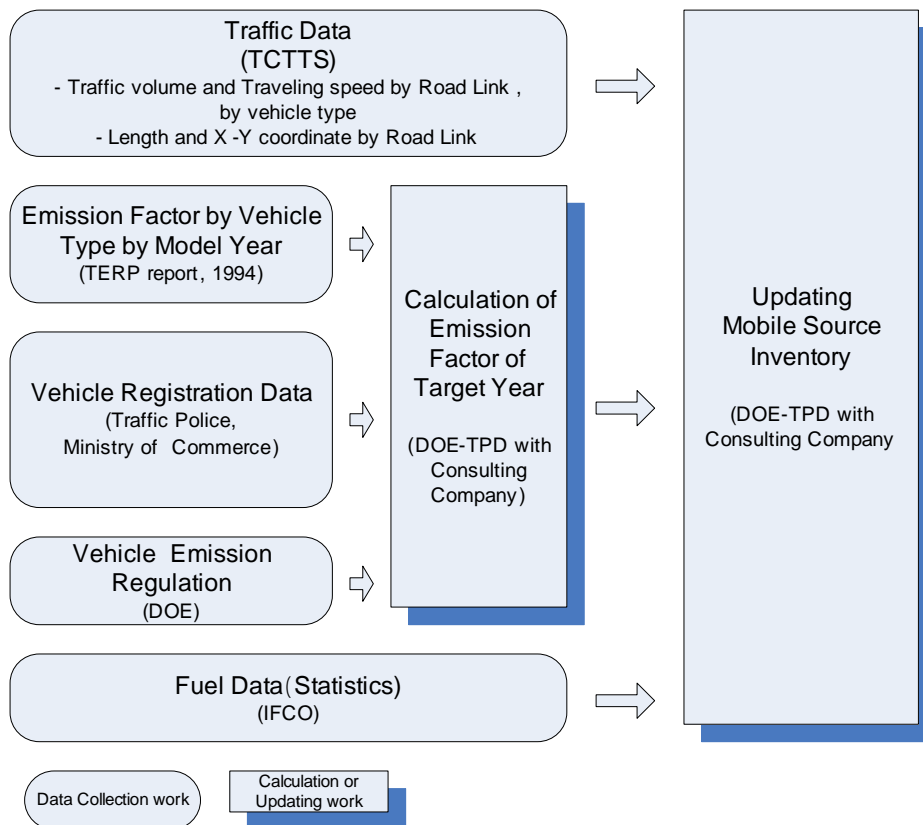 Traffic Data
(TCTTS)
- Traffic volume and Traveling speed by Road Link ,
by vehicle type
- Length and X -Y coordinate by Road Link
Emission Factor by Vehicle
Type by Model Year
(TERP report, 1994)
Vehicle Registration Data
(Traffic Police,
Ministry of Commerce)
Vehicle Emission
Regulation
(DOE)
Calculation of
Emission
Factor of
Target Year
(DOE-TPD with
Consulting
Company)
Updating
Mobile Source
Inventory
(DOE-TPD with
Consulting Company
Fuel Data(Statistics)
(IFCO)
Data Collection work
Calculation or
Updating work